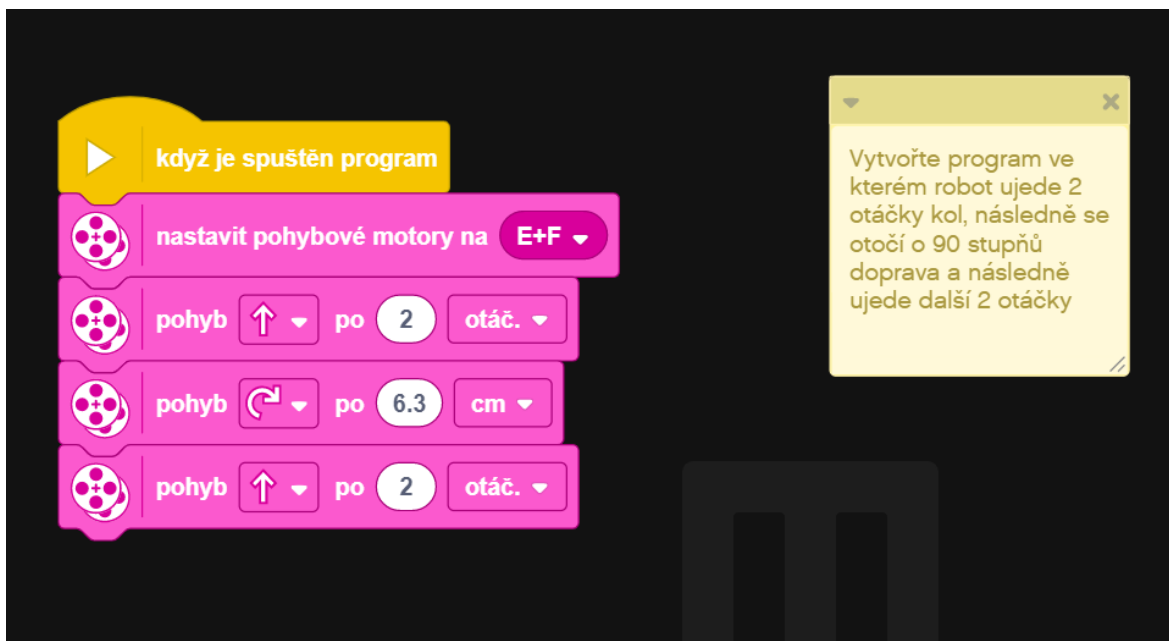 když je spuštěn program
nastavit pohybové motory na E+F
pohyb po 2 otáč.
pohyb po 6.3 cm
pohyb po 2 otáč.
Vytvořte program ve
kterém robot ujede 2
otáčky kol, následně se
otočí o 90 stupňů
doprava a následně
ujede další 2 otáčky